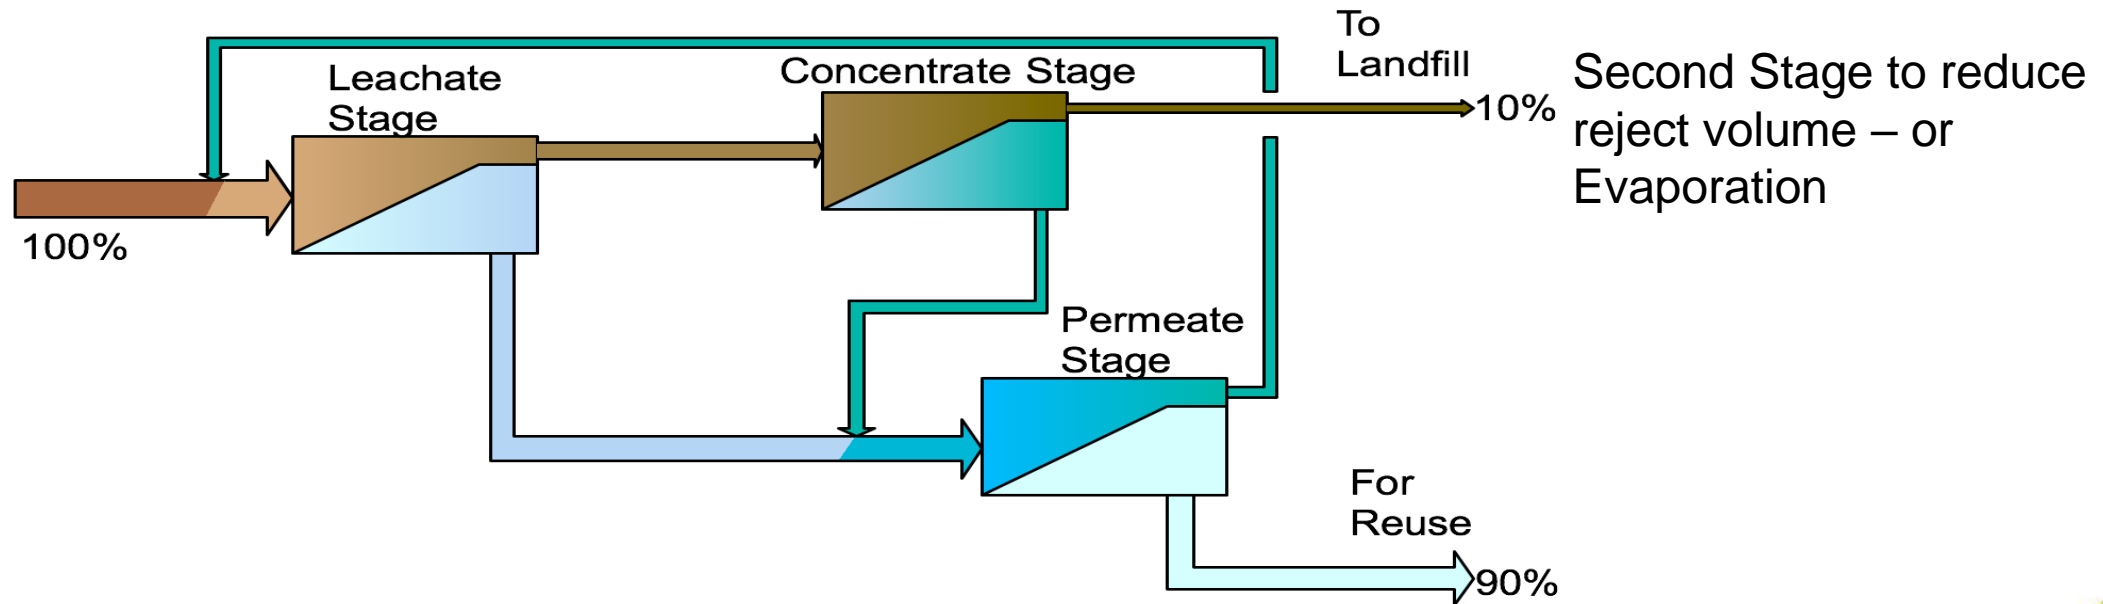 To
Landfill
Leachate
Stage
Concentrate Stage
10%
Second Stage to reduce
reject volume – or
Evaporation
100%
Permeate
Stage
For
Reuse
90%